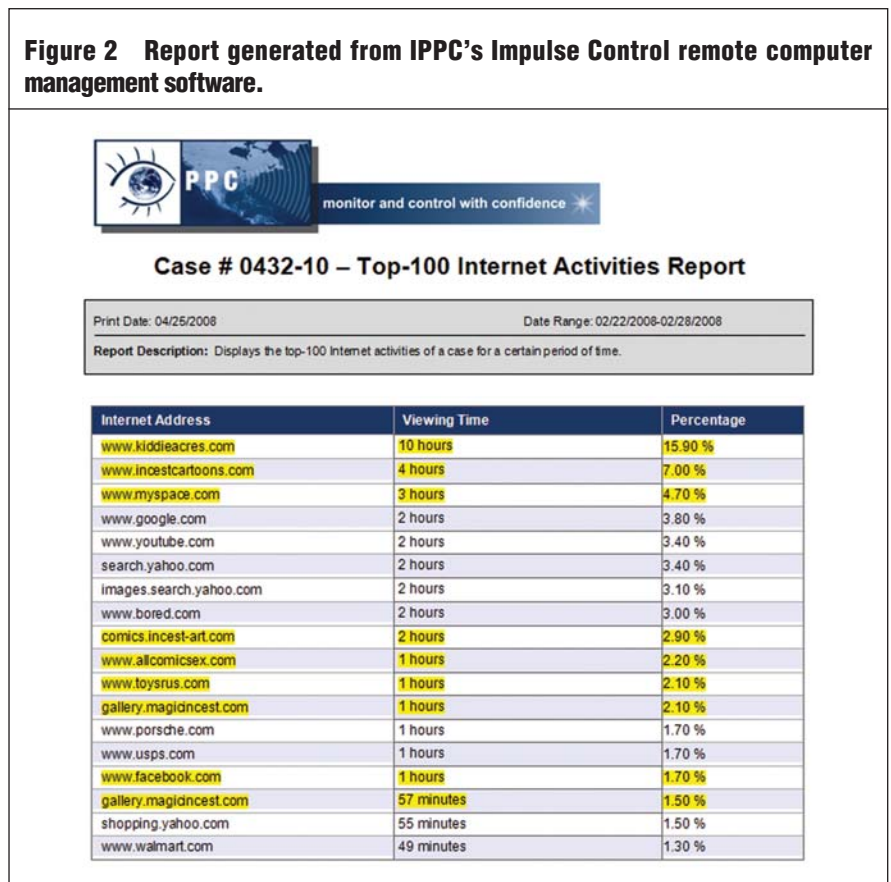 Figure 2 Report generated from IPPC's Impulse Control remote computer
management software.
PPC
monitor and control with confidence
Case # 0432-10 – Top-100 Internet Activities Report
Print Date: 04/25/2008 Date Range: 02/22/2008-02/28/2008
Report Description: Displays the top-100 Internet activities of a case for a certain period of time.
Internet Address Viewing Time Percentage
www.kiddieacres.com 10 hours 15.90 %
www.incestcartoons.com 4 hours 7.00 %
www.myspace.com 3 hours 4.70 %
www.google.com 2 hours 3.80 %
www.youtube.com 2 hours 3.40 %
search.yahoo.com 2 hours 3.40 %
images.search.yahoo.com 2 hours 3.10 %
www.bored.com 2 hours 3.00 %
comics.incest-art.com 2 hours 2.90 %
www.allcomicsex.com 1 hours 2.20 %
www.toysrus.com 1 hours 2.10 %
gallery.magicincest.com 1 hours 2.10 %
www.porsche.com 1 hours 1.70 %
www.usps.com 1 hours 1.70 %
www.facebook.com 1 hours 1.70 %
gallery.magicincest.com 57 minutes 1.50 %
shopping.yahoo.com 55 minutes 1.50 %
www.walmart.com 49 minutes 1.30 %